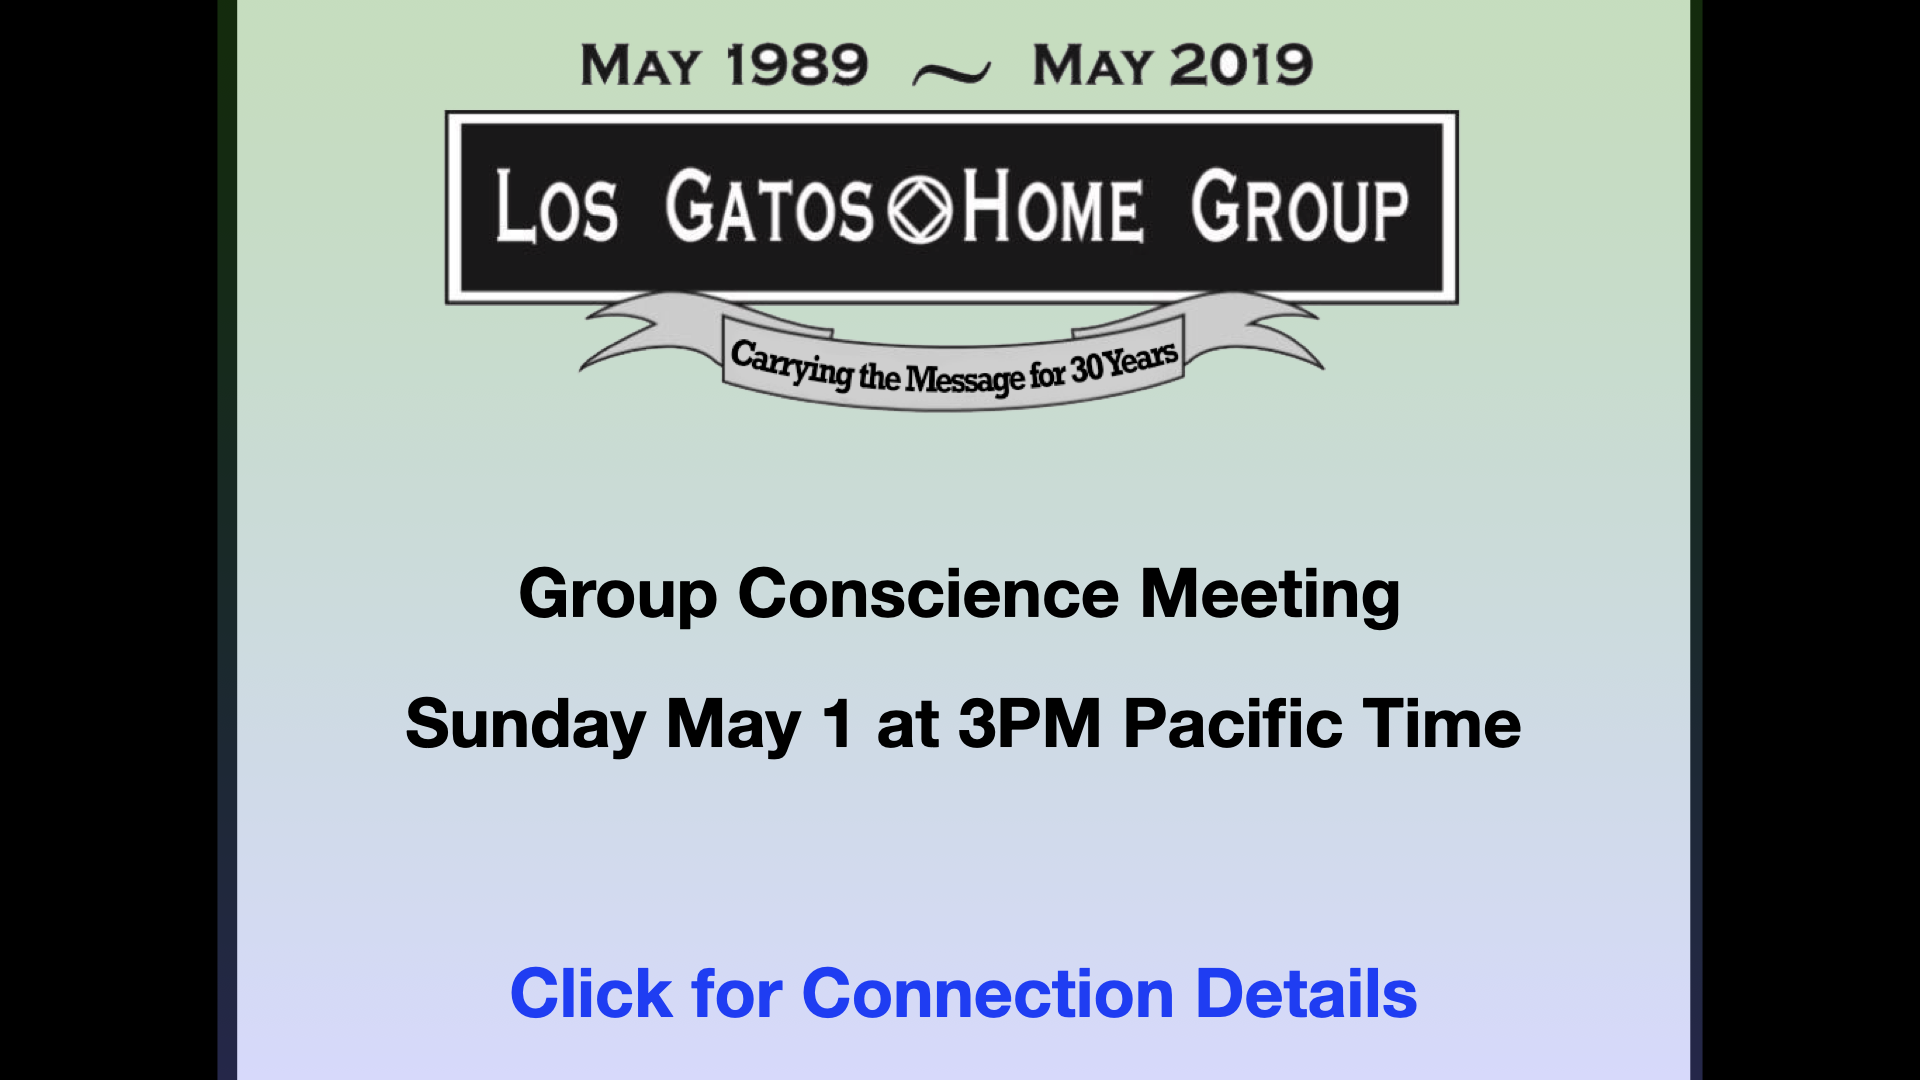 May 1989 ~ May 2019
Los Gatos Home Group
Carrying the Message for 30 Years
Group Conscience Meeting
Sunday May 1 at 3PM Pacific Time
Click for Connection Details